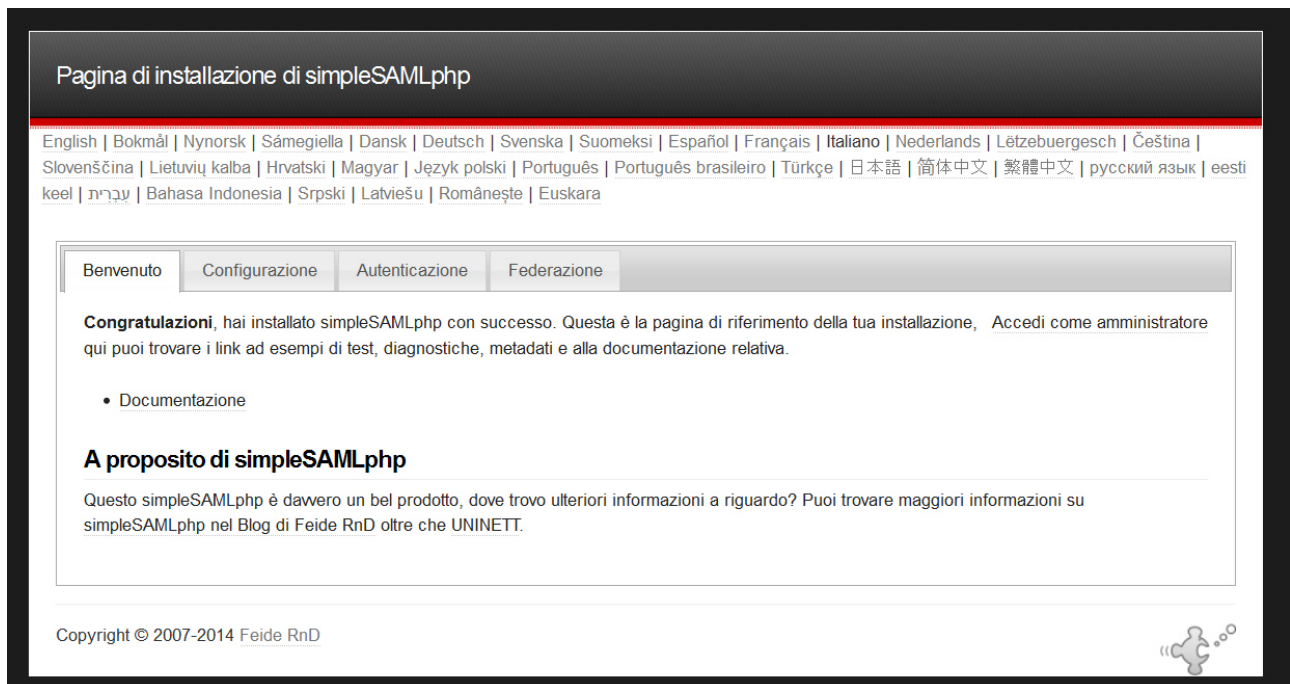 Pagina di installazione di simpleSAMLphp
English | Bokmål | Nynorsk | Sámegiella | Dansk | Deutsch | Svenska | Suomeksi | Español | Français | Italiano | Nederlands | Lëtzebuergesch | Čeština |
Slovenščina | Lietuvių kalba | Hrvatski | Magyar | Język polski | Português | Português brasileiro | Türkçe | 日本語 | 简体中文 | 繁體中文 | русский язык | eesti
keel | עִבְרִית | Bahasa Indonesia | Srpski | Latviešu | Românește | Euskara
Benvenuto Configurazione Autenticazione Federazione
Congratulazioni, hai installato simpleSAMLphp con successo. Questa è la pagina di riferimento della tua installazione, Accedi come amministratore
qui puoi trovare i link ad esempi di test, diagnostiche, metadati e alla documentazione relativa.
• Documentazione
A proposito di simpleSAMLphp
Questo simpleSAMLphp è davvero un bel prodotto, dove trovo ulteriori informazioni a riguardo? Puoi trovare maggiori informazioni su
simpleSAMLphp nel Blog di Feide RnD oltre che UNINETT.
Copyright © 2007-2014 Feide RnD